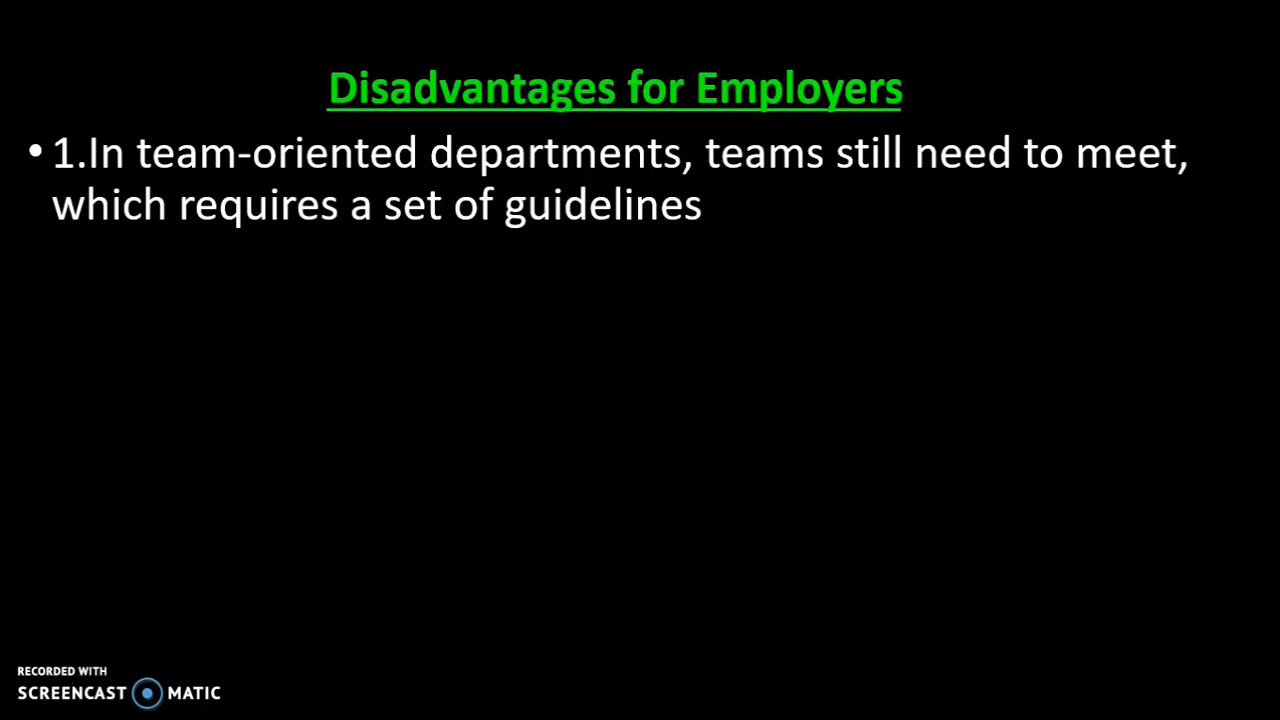 Disadvantages for Employers
• 1.In team-oriented departments, teams still need to meet,
which requires a set of guidelines
RECORDED WITH
SCREENCAST MATIC